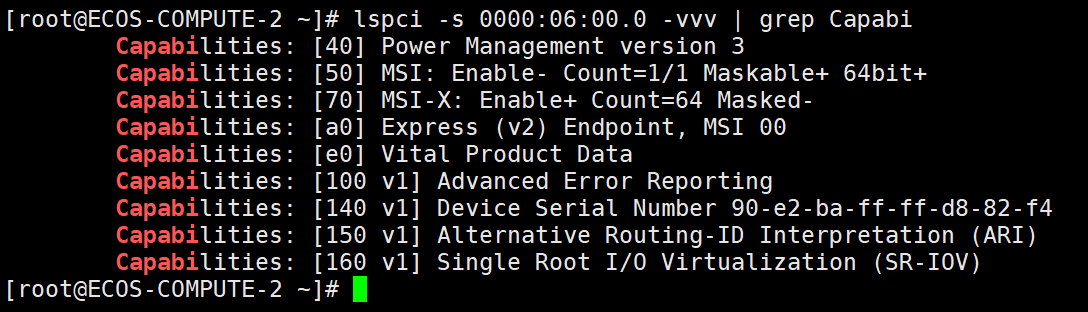 [root@ECOS-COMPUTE-2 ~]# lspci -s 0000:06:00.0 -vvv | grep Capabi
Capabilities: [40] Power Management version 3
Capabilities: [50] MSI: Enable- Count=1/1 Maskable+ 64bit+
Capabilities: [70] MSI-X: Enable+ Count=64 Masked-
Capabilities: [a0] Express (v2) Endpoint, MSI 00
Capabilities: [e0] Vital Product Data
Capabilities: [100 v1] Advanced Error Reporting
Capabilities: [140 v1] Device Serial Number 90-e2-ba-ff-ff-d8-82-f4
Capabilities: [150 v1] Alternative Routing-ID Interpretation (ARI)
Capabilities: [160 v1] Single Root I/O Virtualization (SR-IOV)
[root@ECOS-COMPUTE-2 ~]#